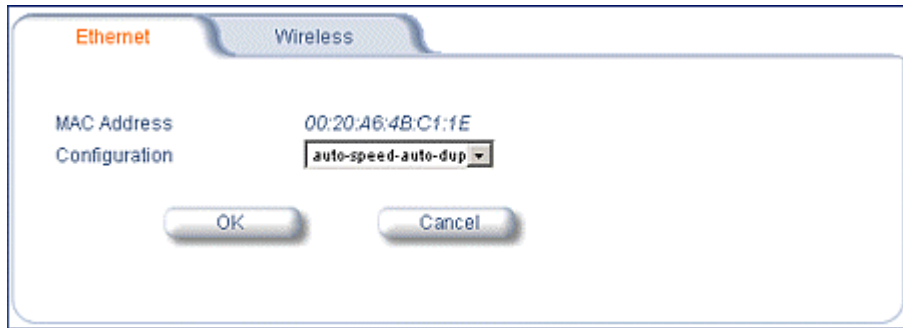 Ethernet Wireless
MAC Address 00:20:A6:4B:C1:1E
Configuration auto-speed-auto-dup
OK Cancel